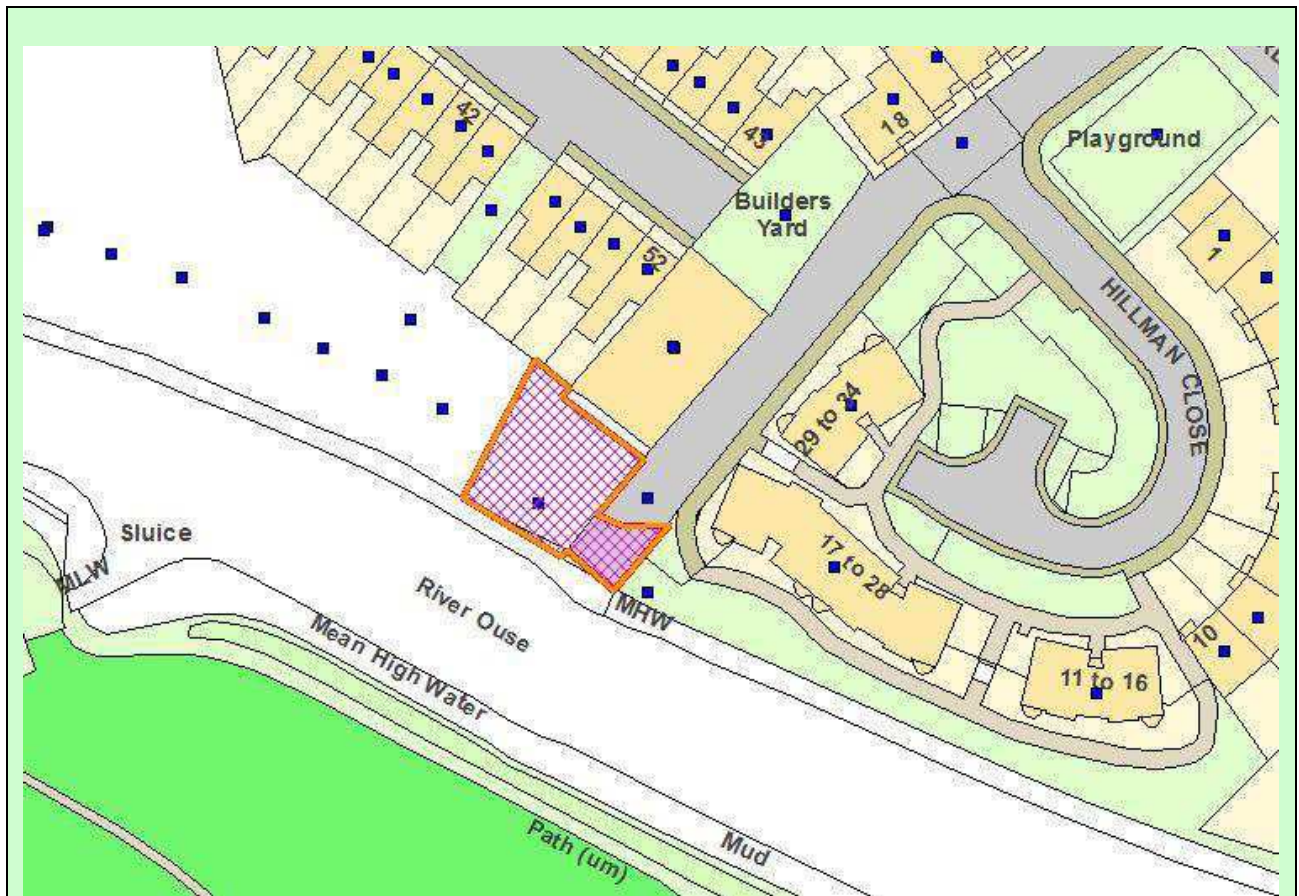 42
43
18
Playground
Builders
Yard
52
1
HILLMAN CLOSE
29 to 34
Sluice
MLW
River Ouse
17 to 28
MHW
Mean High Water
10
11 to 16
Path (um)
Mud